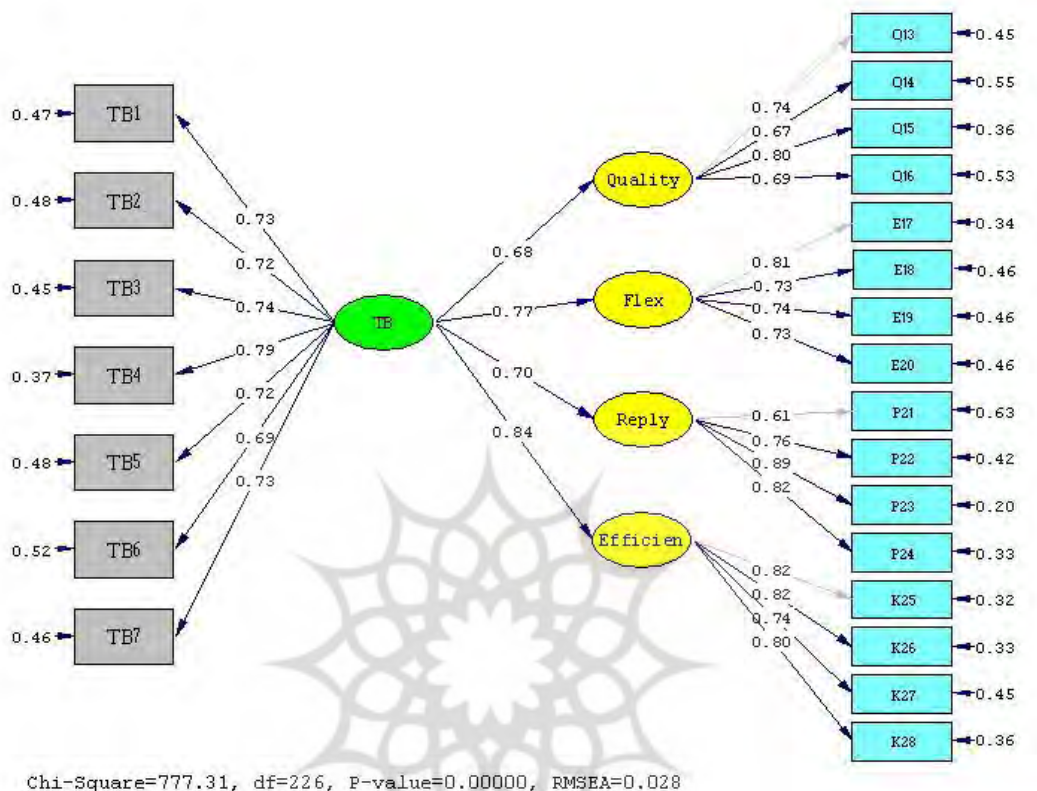 0.47
TB1
0.48
TB2
0.45
TB3
0.37
TB4
0.48
TB5
0.52
TB6
0.46
TB7
0.73
0.72
0.74
0.79
0.72
0.69
0.73
TB
0.68
0.77
0.70
0.84
Quality
Flex
Reply
Efficien
0.74
0.67
0.80
0.69
0.81
0.73
0.74
0.73
0.61
0.76
0.89
0.82
0.82
0.82
0.74
0.80
Q13
0.45
Q14
0.55
Q15
0.36
Q16
0.53
E17
0.34
E18
0.46
E19
0.46
E20
0.46
P21
0.63
P22
0.42
P23
0.20
P24
0.33
K25
0.32
K26
0.33
K27
0.45
K28
0.36
Chi-Square=777.31, df=226, P-value=0.00000, RMSEA=0.028